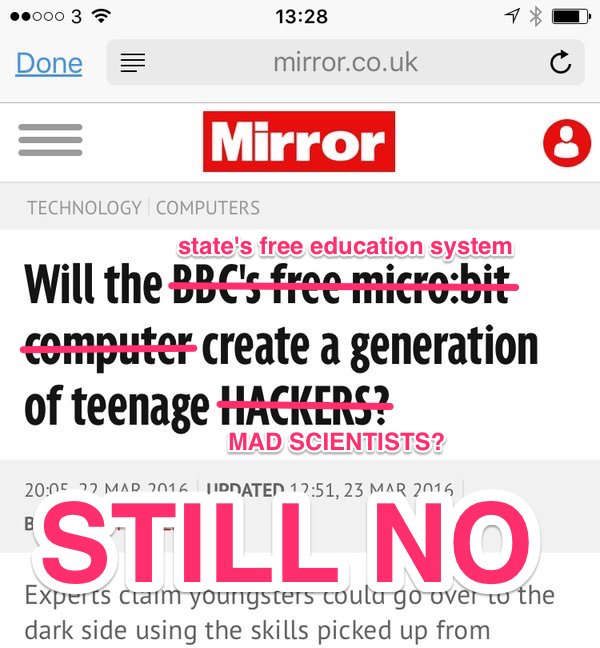 3 13:28
Done mirror.co.uk
Mirror
TECHNOLOGY | COMPUTERS
state's free education system
Will the BBC's free micro:bit
computer create a generation
of teenage HACKERS?
MAD SCIENTISTS?
20:05, 22 MAR 2016 | UPDATED 12:51, 23 MAR 2016
B
STILL NO
Experts claim youngsters could go over to the
dark side using the skills picked up from